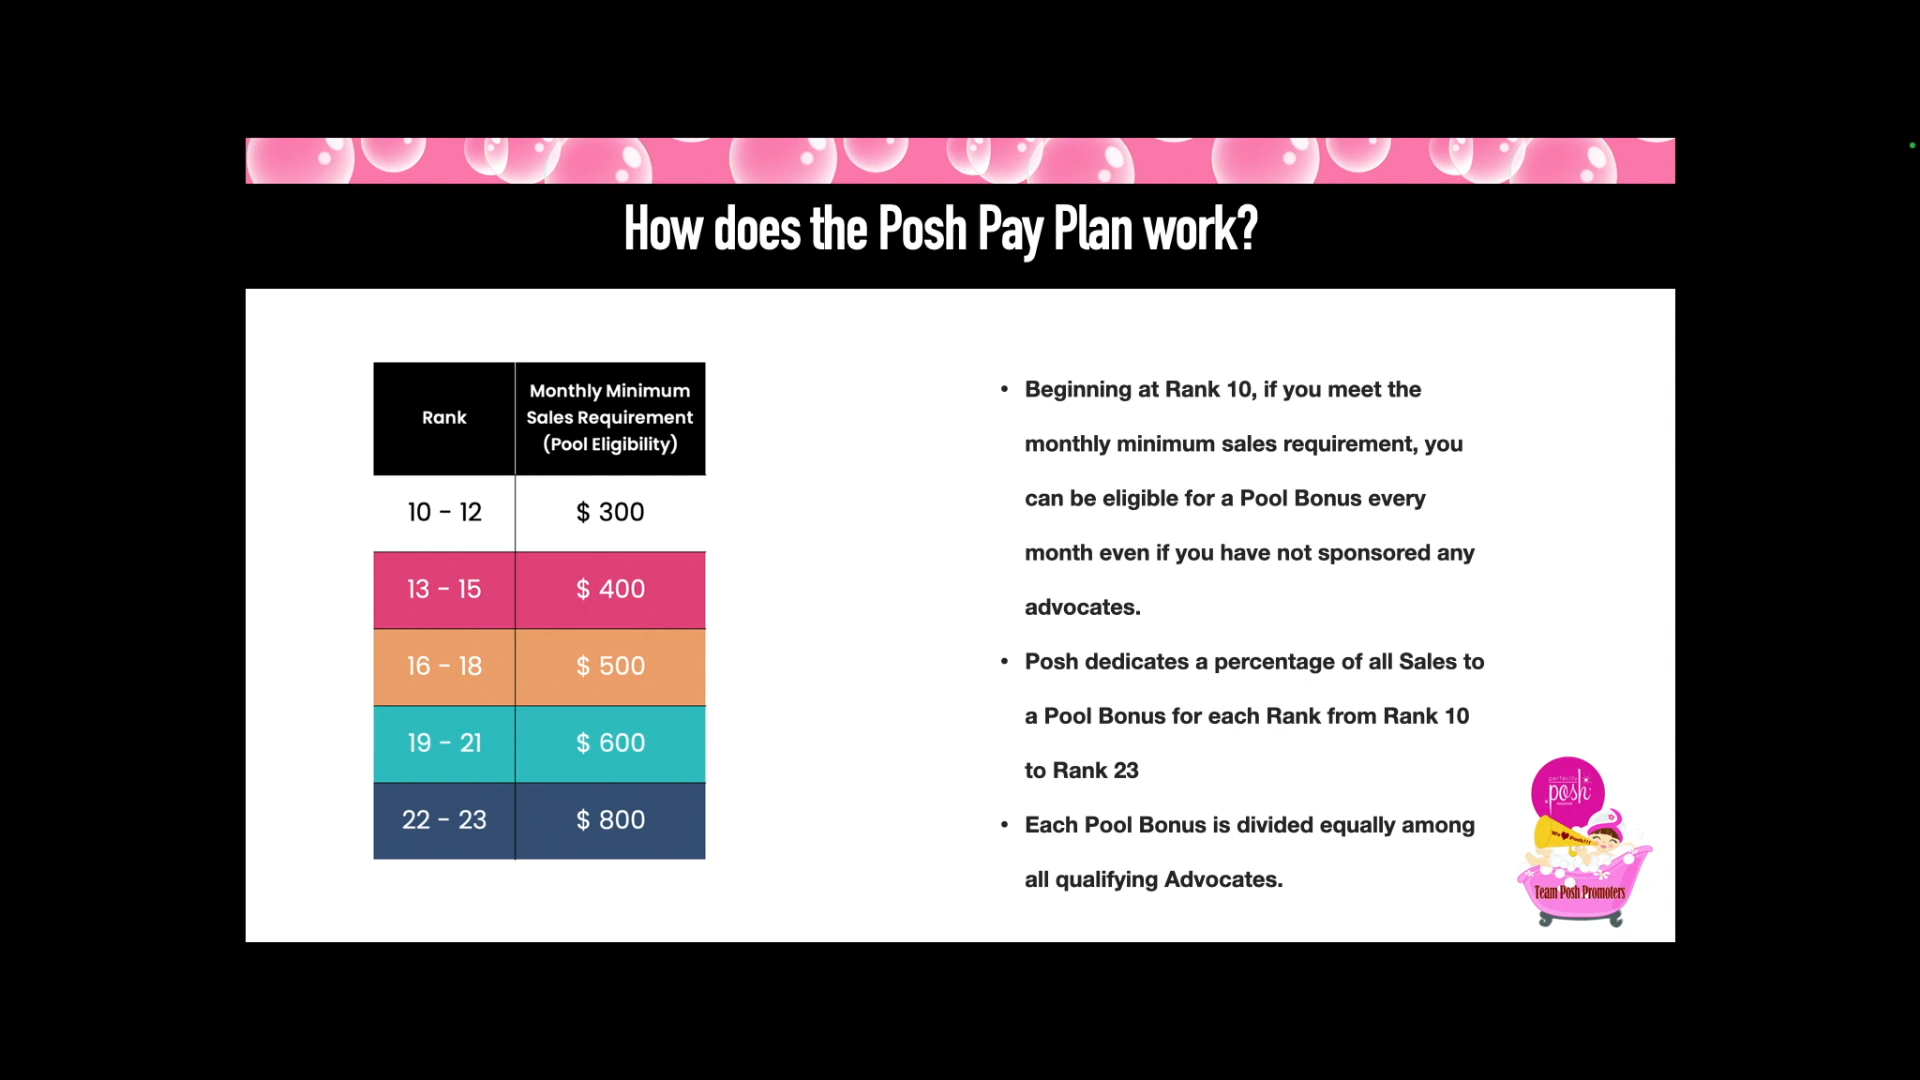 How does the Posh Pay Plan work?
Rank
Monthly Minimum
Sales Requirement
(Pool Eligibility)
10 - 12
$ 300
13 - 15
$ 400
16 - 18
$ 500
19 - 21
$ 600
22 - 23
$ 800
• Beginning at Rank 10, if you meet the
monthly minimum sales requirement, you
can be eligible for a Pool Bonus every
month even if you have not sponsored any
advocates.
• Posh dedicates a percentage of all Sales to
a Pool Bonus for each Rank from Rank 10
to Rank 23
• Each Pool Bonus is divided equally among
all qualifying Advocates.
perfectly
posh
We ❤ Posh!!!
Team Posh Promoters